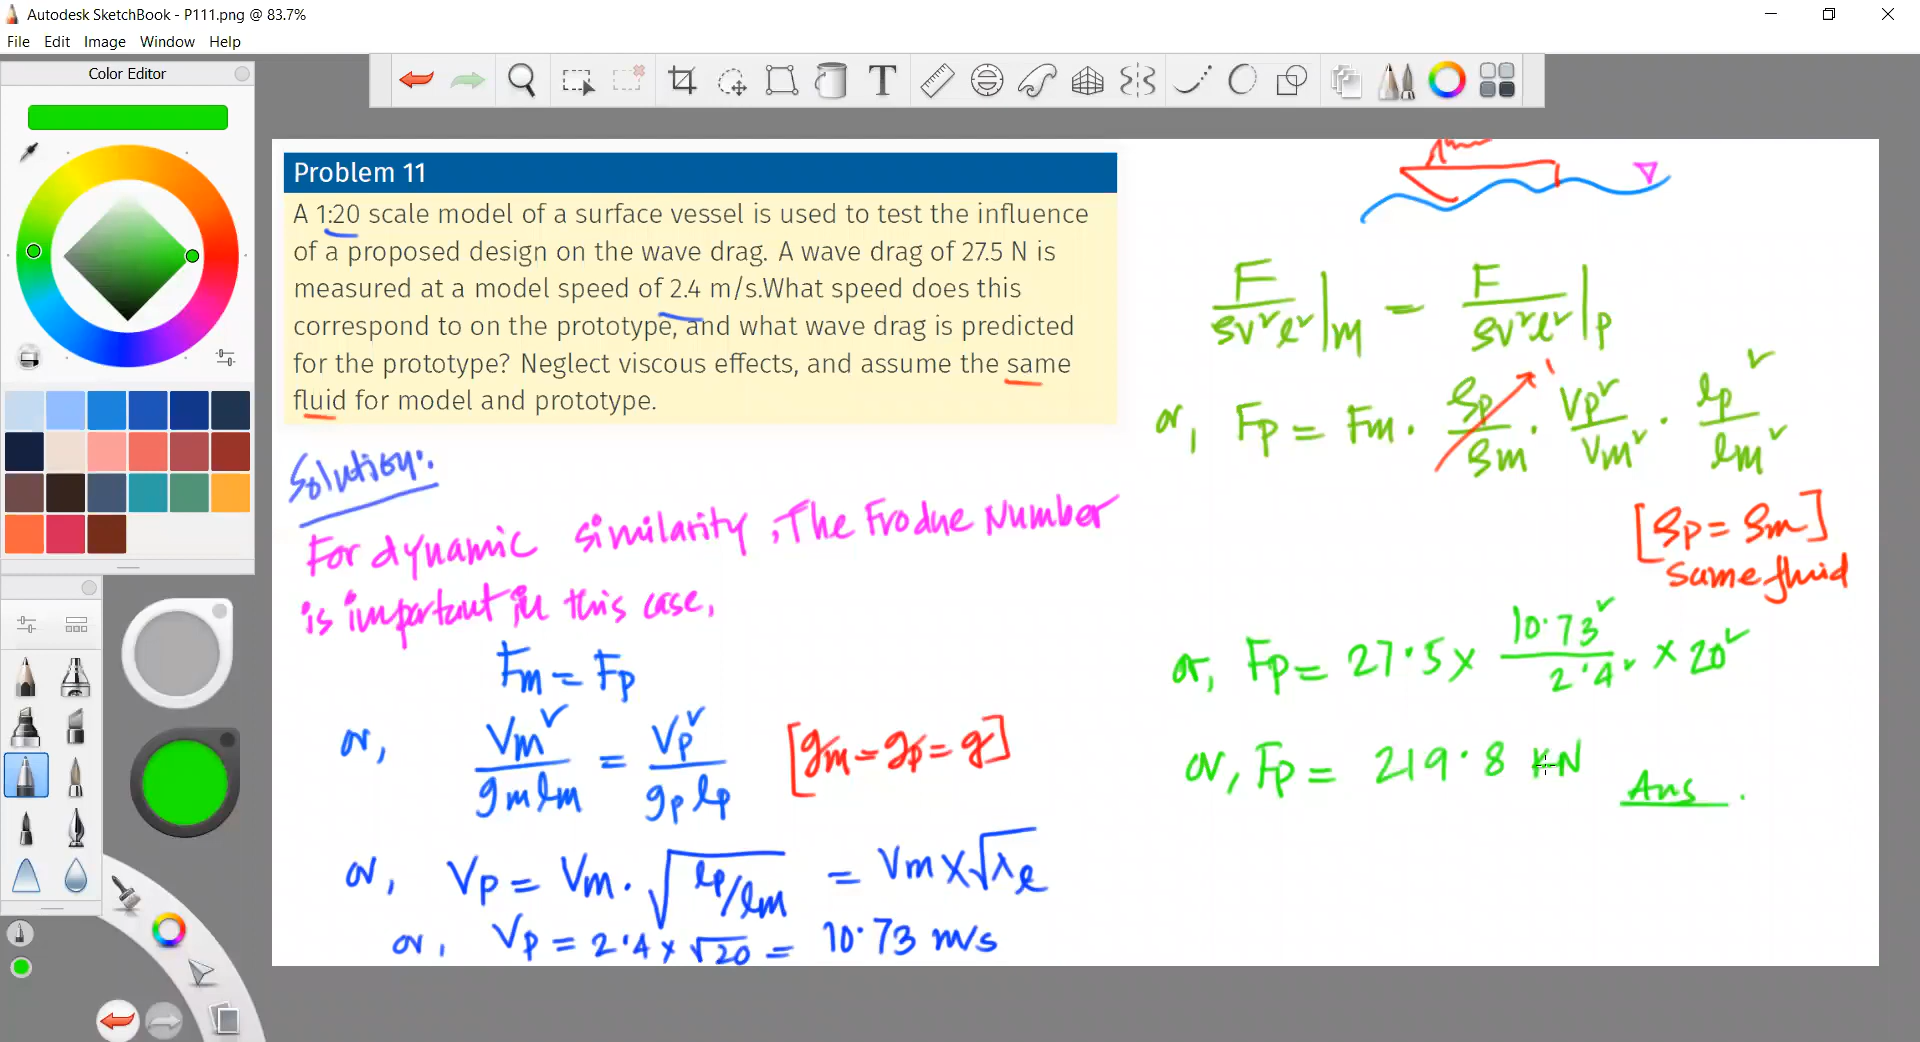 Autodesk SketchBook - P111.png @ 83.7%
File Edit Image Window Help
Color Editor
T
Problem 11
A 1:20 scale model of a surface vessel is used to test the influence
of a proposed design on the wave drag. A wave drag of 27.5 N is
measured at a model speed of 2.4 m/s.What speed does this
correspond to on the prototype, and what wave drag is predicted
for the prototype? Neglect viscous effects, and assume the same
fluid for model and prototype.
Solution:
For dynamic similarity, The Frodue Number
is important in this case,
Fm = Fp
or, Vm²/gm lm = Vp²/gp lp [gm = gp = g]
or, Vp = Vm · √lp/lm = Vm × √λe
or, Vp = 2.4 × √20 = 10.73 m/s
F/ρv²l²|m = F/ρv²l²|p
or, Fp = Fm · ρp/ρm · Vp²/Vm² · lp²/lm²
1
[ρp = ρm]
same fluid
or, Fp = 27.5 × 10.73²/2.4² × 20²
or, Fp = 219.8 KN Ans.